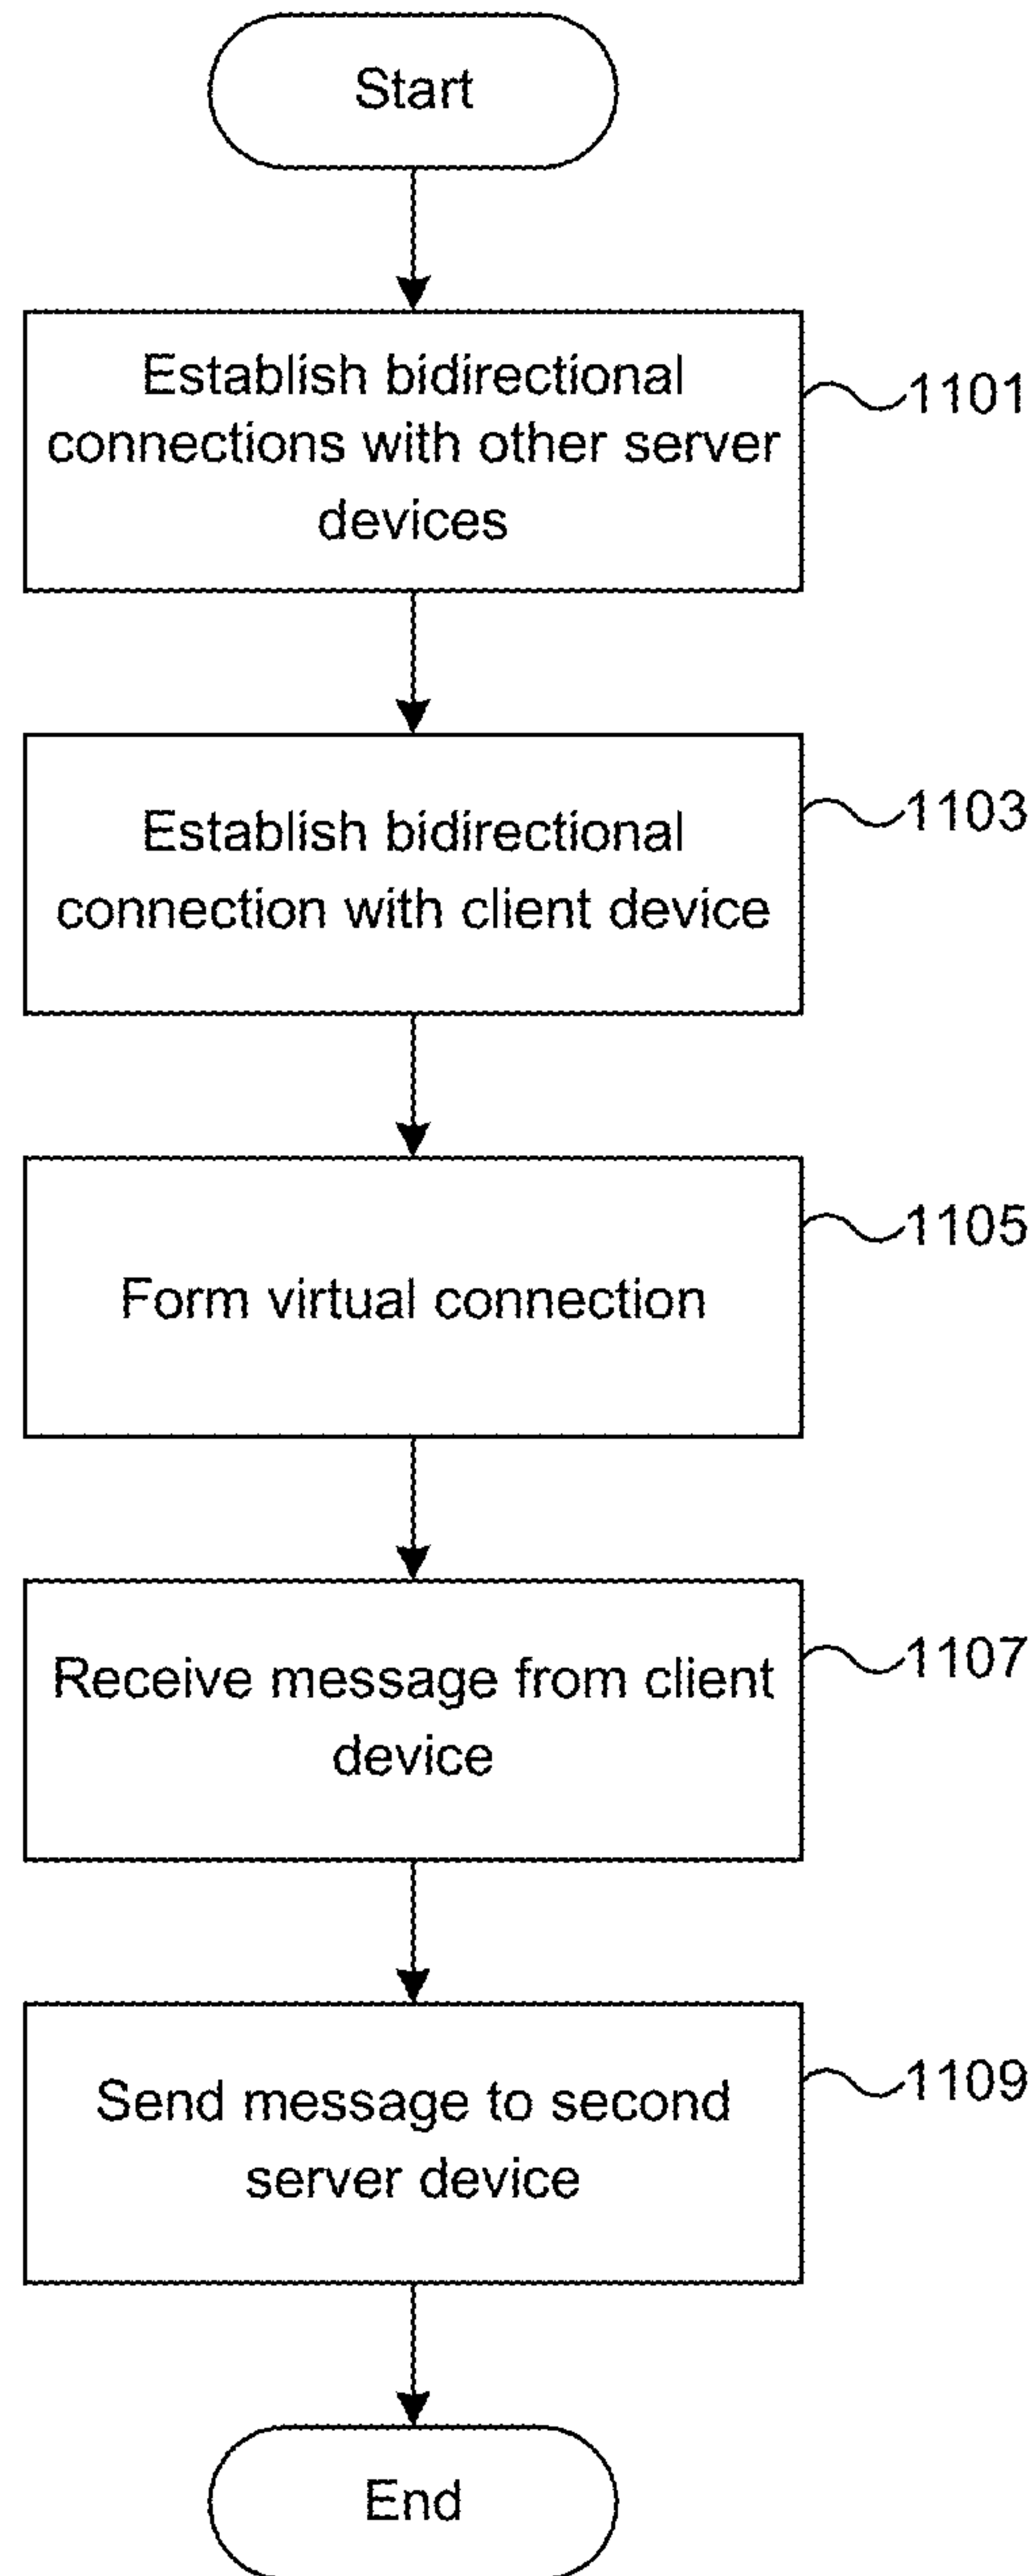 Start
Establish bidirectional
connections with other server
devices
1101
Establish bidirectional
connection with client device
1103
Form virtual connection
1105
Receive message from client
device
1107
Send message to second
server device
1109
End